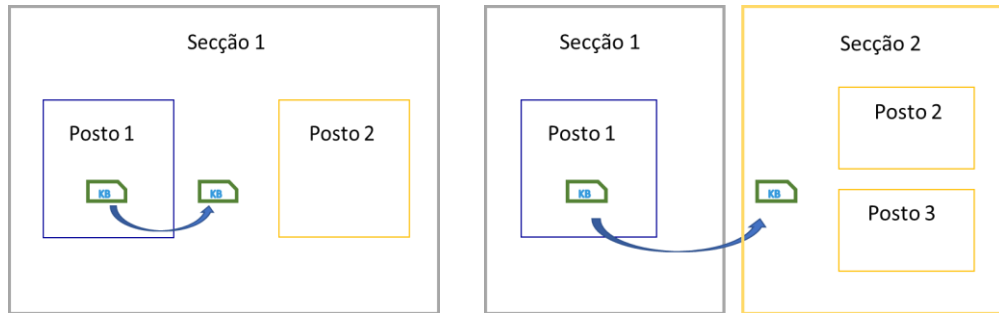 Secção 1
Posto 1
Posto 2
KB
KB
Secção 1
Secção 2
Posto 1
Posto 2
KB
KB
Posto 3